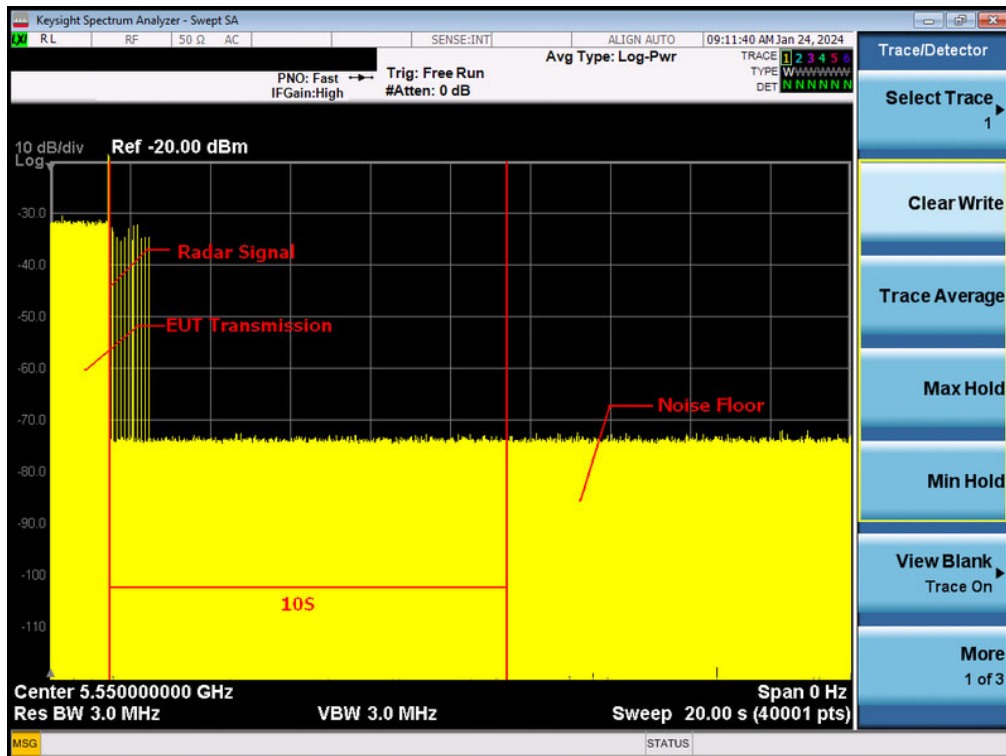 Keysight Spectrum Analyzer - Swept SA
LXI RL RF 50 Ω AC SENSE:INT ALIGN AUTO 09:11:40 AM Jan 24, 2024
PNO: Fast
IFGain:High
Trig: Free Run
#Atten: 0 dB
Avg Type: Log-Pwr
TRACE 1 2 3 4 5 6
TYPE WWWWWW
DET N N N N N N
Trace/Detector
Select Trace
1
Clear Write
Trace Average
Max Hold
Min Hold
View Blank
Trace On
More
1 of 3
10 dB/div Ref -20.00 dBm
Log
-30.0
-40.0
-50.0
-60.0
-70.0
-80.0
-90.0
-100
-110
Radar Signal
EUT Transmission
Noise Floor
10S
Center 5.550000000 GHz Span 0 Hz
Res BW 3.0 MHz VBW 3.0 MHz Sweep 20.00 s (40001 pts)
MSG STATUS